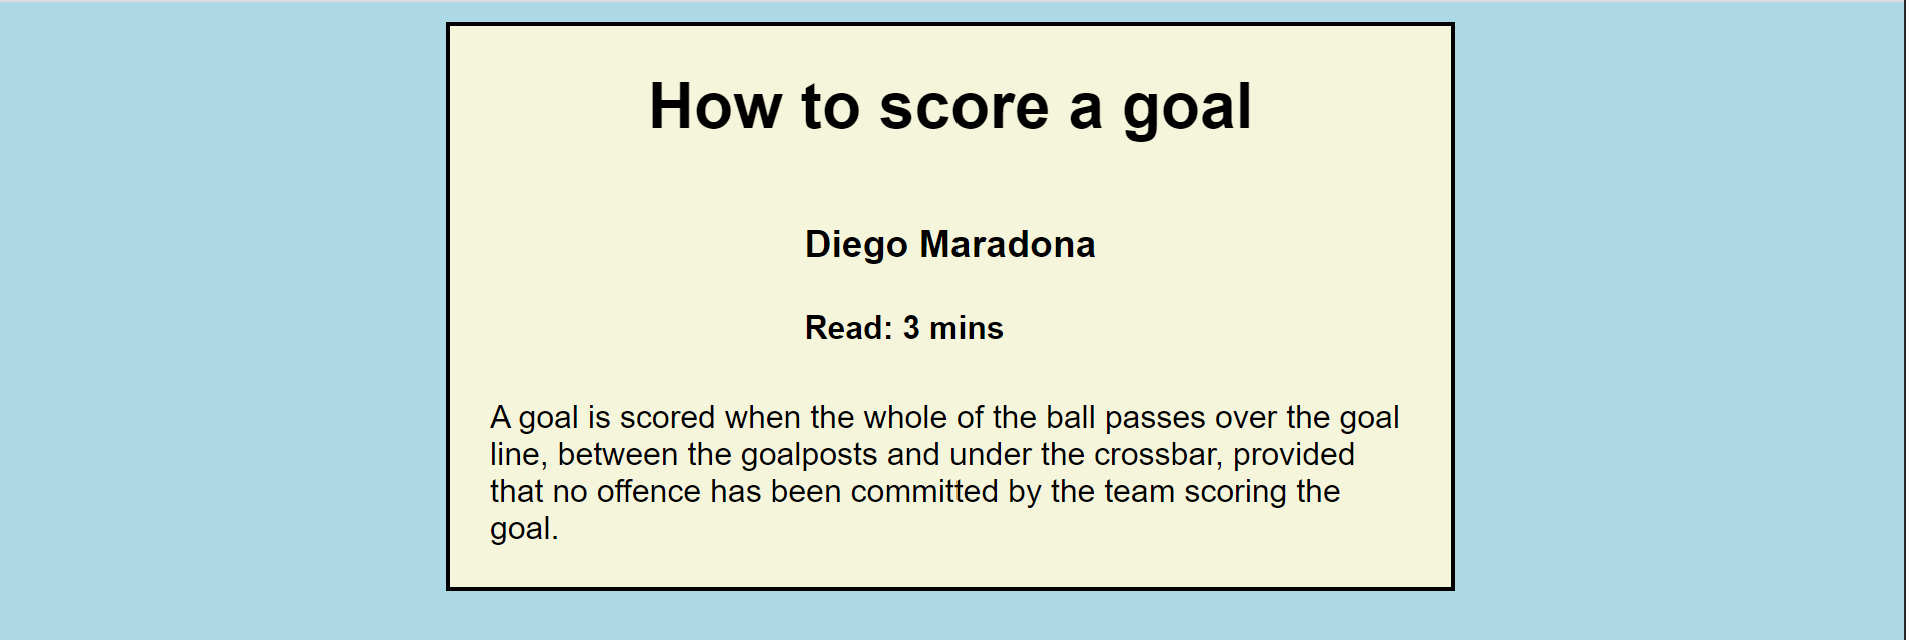 How to score a goal
Diego Maradona
Read: 3 mins
A goal is scored when the whole of the ball passes over the goal
line, between the goalposts and under the crossbar, provided
that no offence has been committed by the team scoring the
goal.